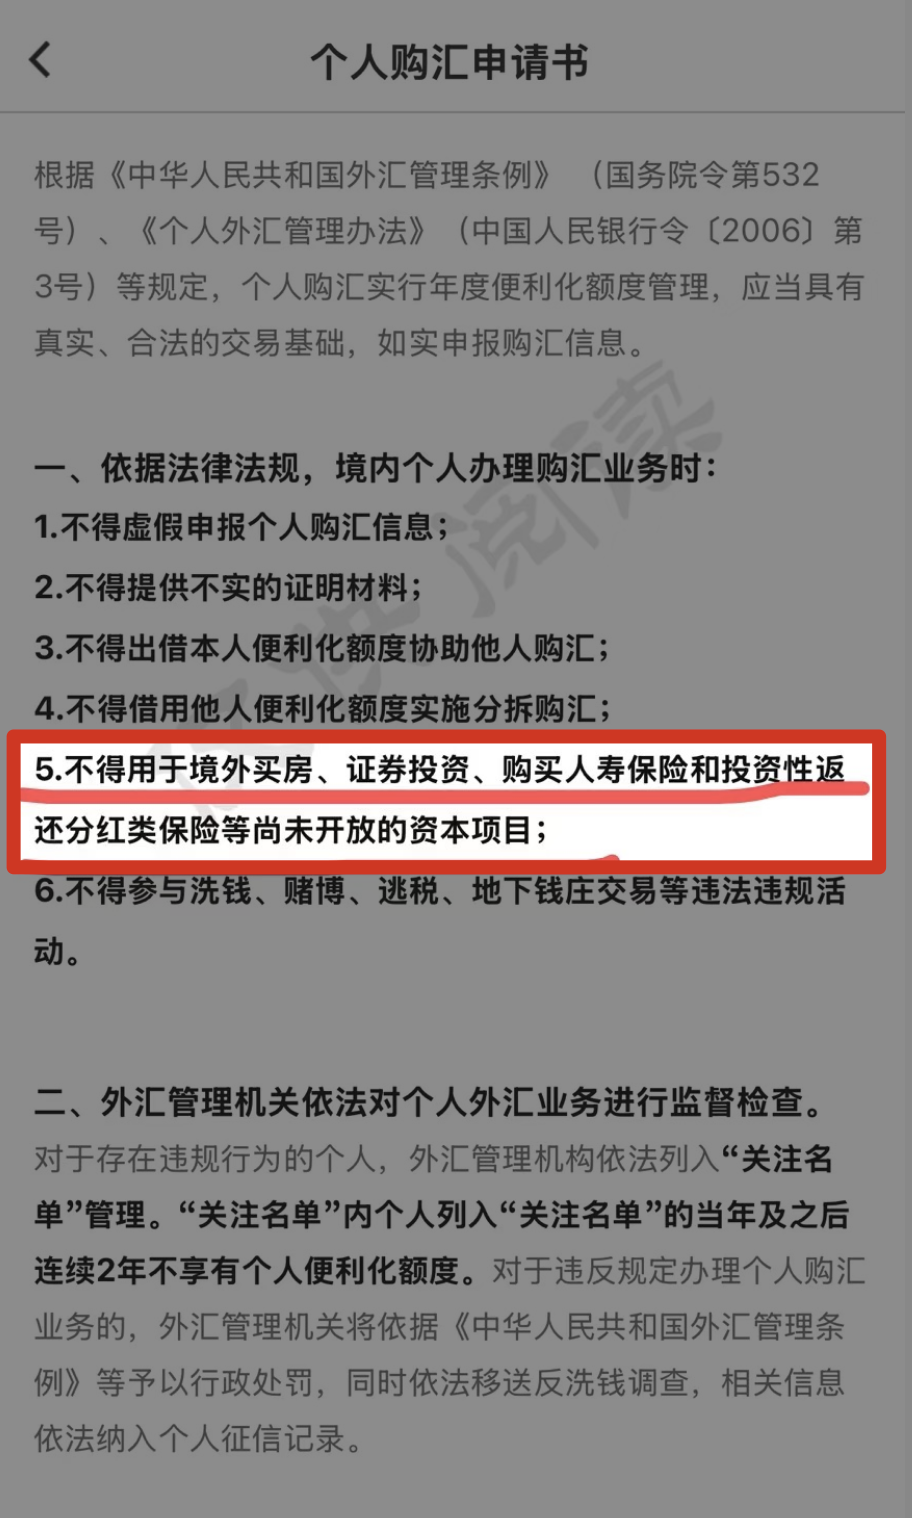 个人购汇申请书
根据《中华人民共和国外汇管理条例》（国务院令第532
号）、《个人外汇管理办法》（中国人民银行令〔2006〕第
3号）等规定，个人购汇实行年度便利化额度管理，应当具有
真实、合法的交易基础，如实申报购汇信息。
一、依据法律法规，境内个人办理购汇业务时：
1.不得虚假申报个人购汇信息；
2.不得提供不实的证明材料；
3.不得出借本人便利化额度协助他人购汇；
4.不得借用他人便利化额度实施分拆购汇；
5.不得用于境外买房、证券投资、购买人寿保险和投资性返
还分红类保险等尚未开放的资本项目；
6.不得参与洗钱、赌博、逃税、地下钱庄交易等违法违规活
动。
二、外汇管理机关依法对个人外汇业务进行监督检查。
对于存在违规行为的个人，外汇管理机构依法列入“关注名
单”管理。“关注名单”内个人列入“关注名单”的当年及之后
连续2年不享有个人便利化额度。对于违反规定办理个人购汇
业务的，外汇管理机关将依据《中华人民共和国外汇管理条
例》等予以行政处罚，同时依法移送反洗钱调查，相关信息
依法纳入个人征信记录。
仅供阅读